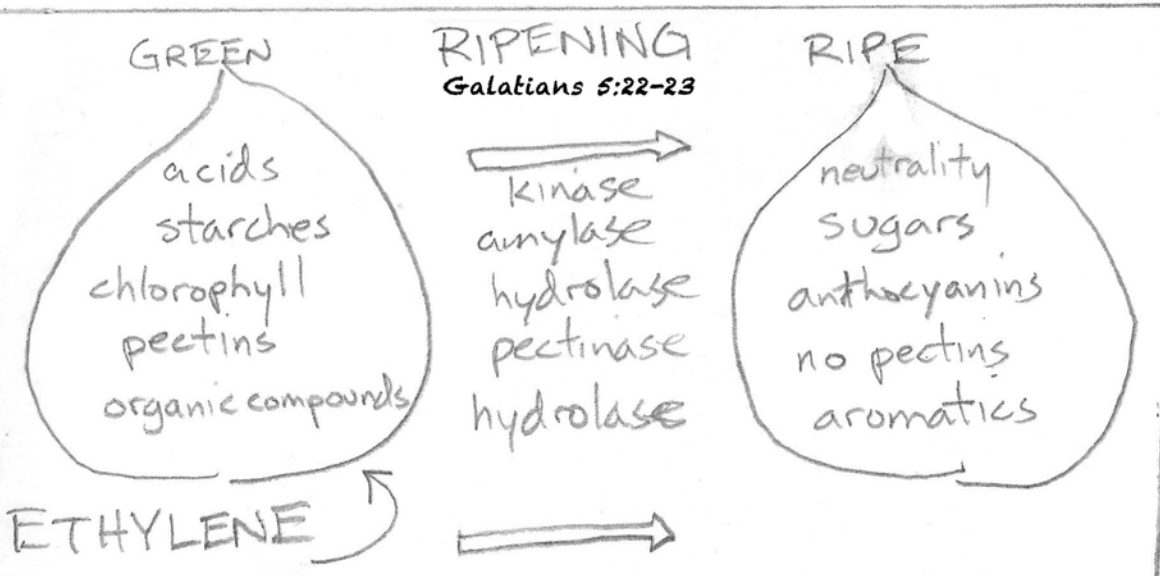 GREEN
acids
starches
chlorophyll
pectins
organic compounds
ETHYLENE
RIPENING
Galatians 5:22-23
kinase
amylase
hydrolase
pectinase
hydrolase
RIPE
neutrality
sugars
anthocyanins
no pectins
aromatics